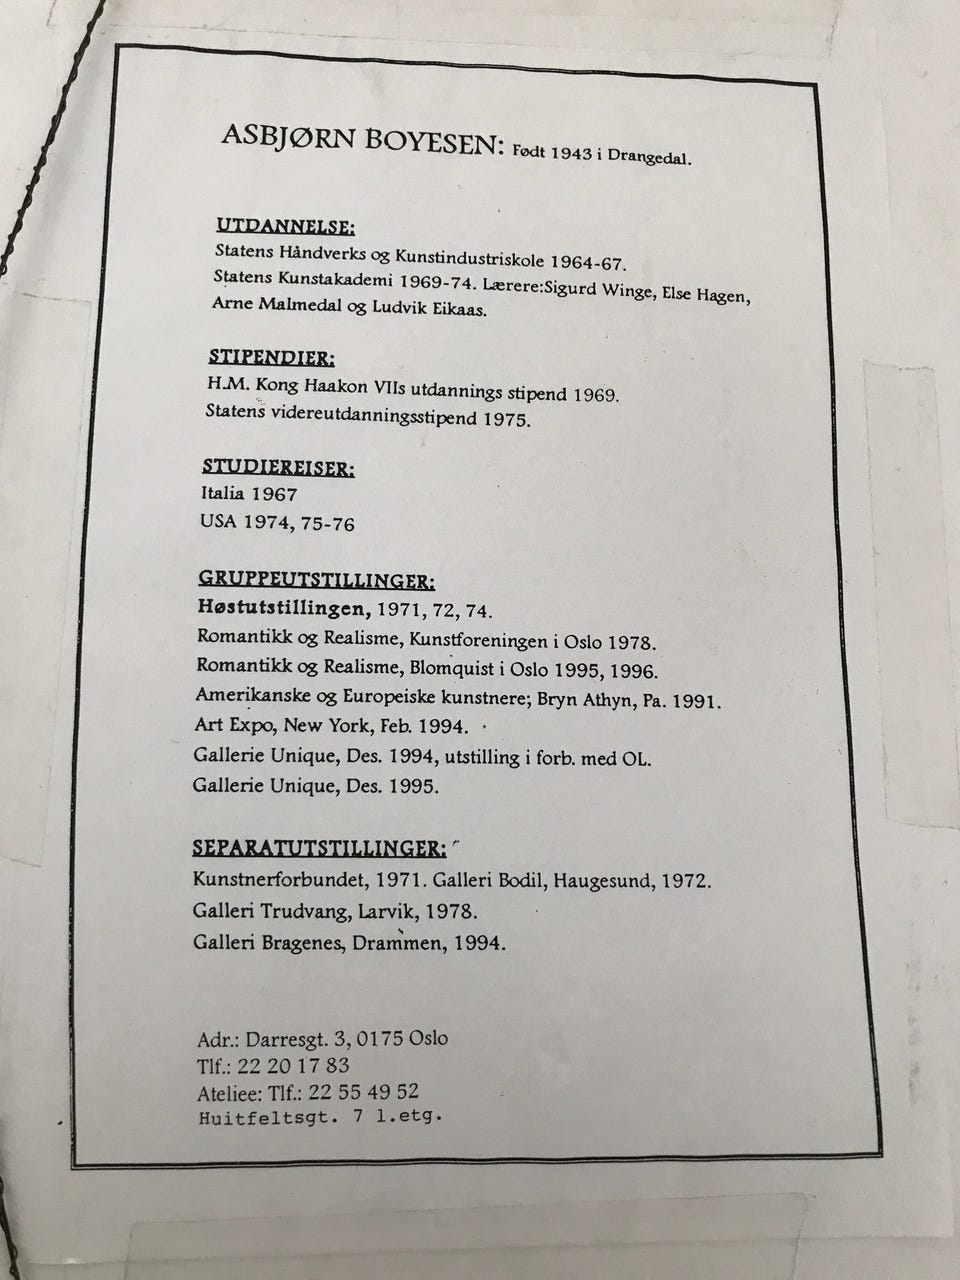 ASBJØRN BOYESEN: Født 1943 i Drangedal.
UTDANNELSE:
Statens Håndverks og Kunstindustriskole 1964-67.
Statens Kunstakademi 1969-74. Lærere:Sigurd Winge, Else Hagen,
Arne Malmedal og Ludvik Eikaas.
STIPENDIER:
H.M. Kong Haakon VIIs utdannings stipend 1969.
Statens videreutdanningsstipend 1975.
STUDIEREISER:
Italia 1967
USA 1974, 75-76
GRUPPEUTSTILLINGER:
Høstutstillingen, 1971, 72, 74.
Romantikk og Realisme, Kunstforeningen i Oslo 1978.
Romantikk og Realisme, Blomquist i Oslo 1995, 1996.
Amerikanske og Europeiske kunstnere; Bryn Athyn, Pa. 1991.
Art Expo, New York, Feb. 1994.
Gallerie Unique, Des. 1994, utstilling i forb. med OL.
Gallerie Unique, Des. 1995.
SEPARATUTSTILLINGER:
Kunstnerforbundet, 1971. Galleri Bodil, Haugesund, 1972.
Galleri Trudvang, Larvik, 1978.
Galleri Bragenes, Drammen, 1994.
Adr.: Darresgt. 3, 0175 Oslo
Tlf.: 22 20 17 83
Ateliee: Tlf.: 22 55 49 52
Huitfeltsgt. 7 1.etg.